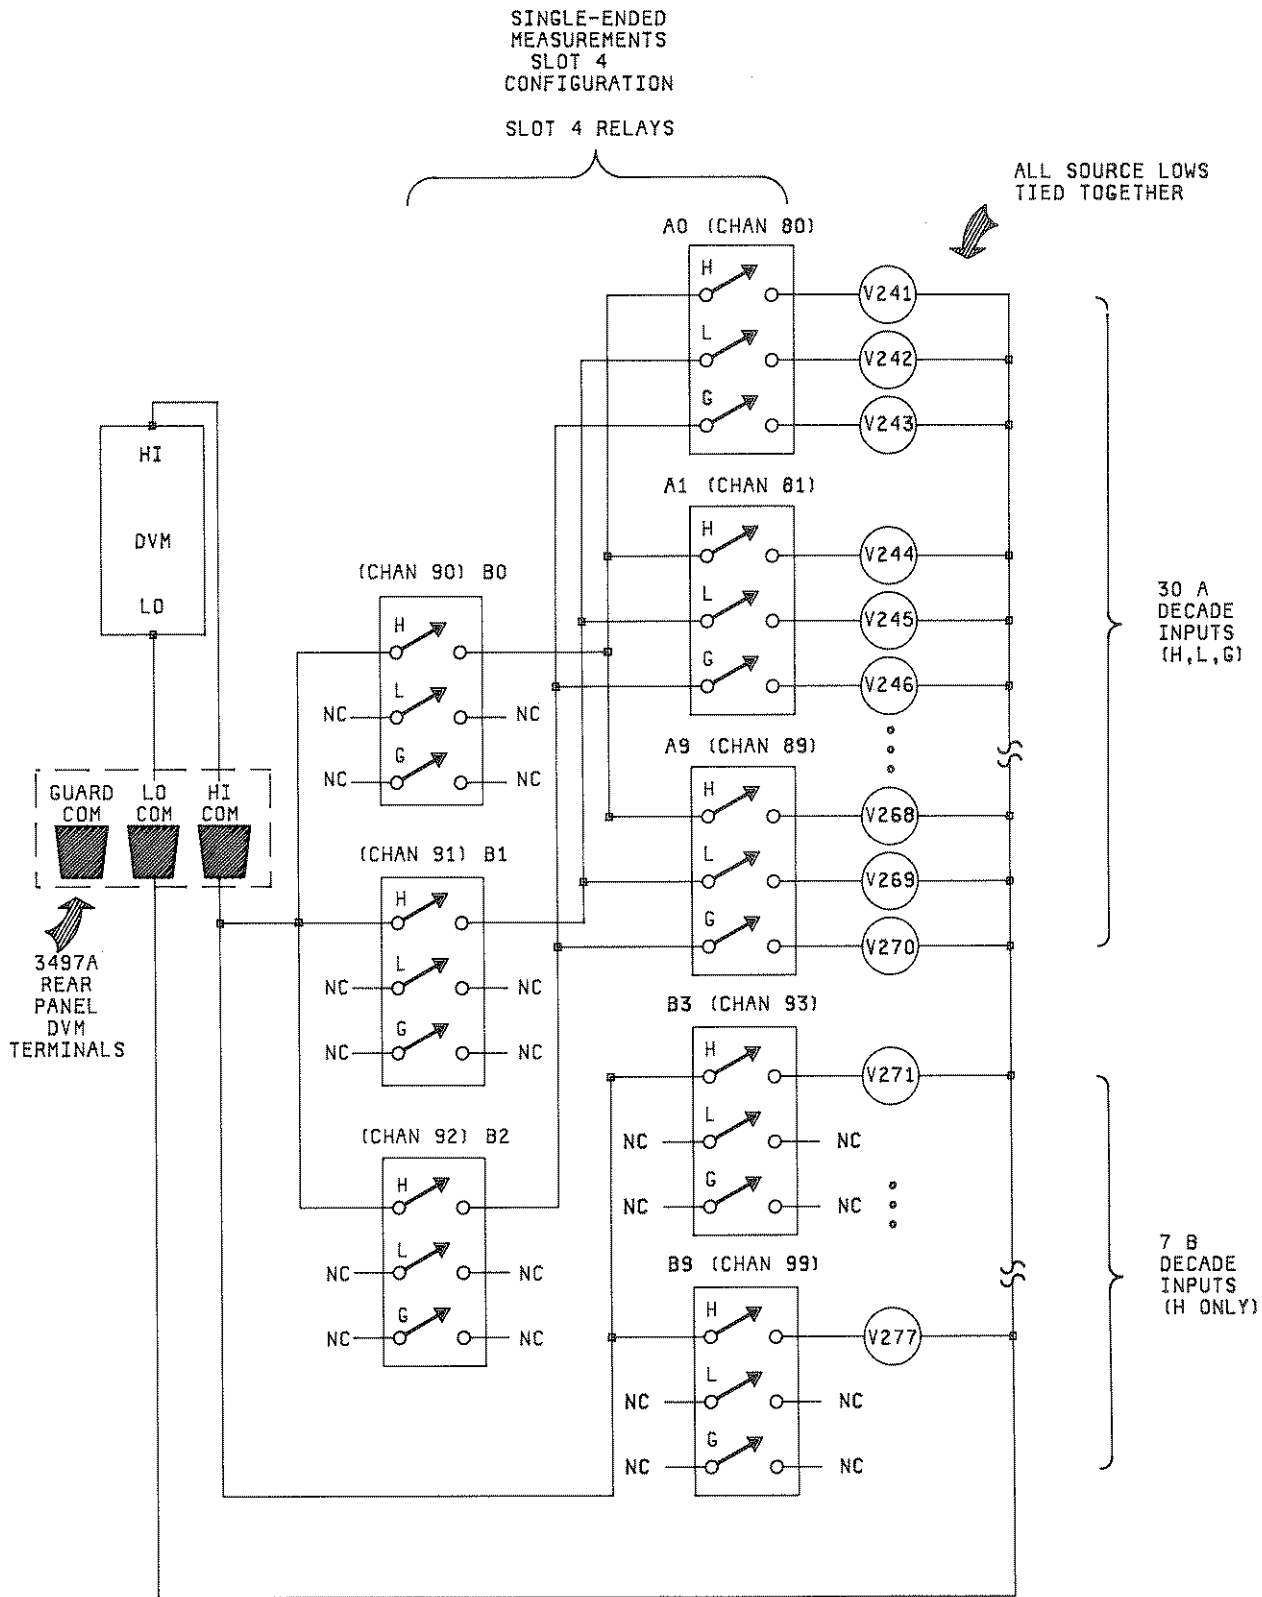 SINGLE-ENDED
MEASUREMENTS
SLOT 4
CONFIGURATION
SLOT 4 RELAYS
ALL SOURCE LOWS
TIED TOGETHER
A0 (CHAN 80)
H
V241
L
V242
G
V243
HI
DVM
LO
A1 (CHAN 81)
H
V244
L
V245
G
V246
30 A
DECADE
INPUTS
(H,L,G)
(CHAN 90) B0
H
L
NC
NC
G
NC
NC
A9 (CHAN 89)
H
V268
L
V269
G
V270
GUARD
COM
LO
COM
HI
COM
(CHAN 91) B1
H
L
NC
NC
G
NC
NC
3497A
REAR
PANEL
DVM
TERMINALS
B3 (CHAN 93)
H
V271
L
NC
NC
G
NC
NC
(CHAN 92) B2
H
L
NC
NC
G
NC
NC
B9 (CHAN 99)
H
V277
L
NC
NC
G
NC
NC
7 B
DECADE
INPUTS
(H ONLY)